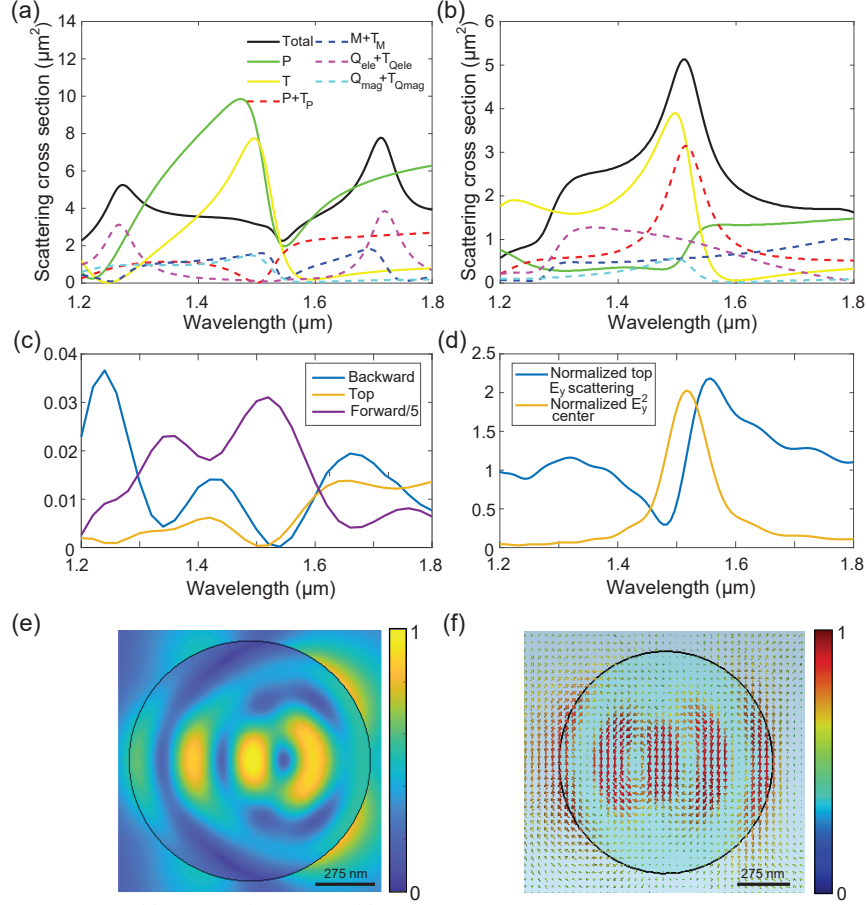 (a)
(b)
Scattering cross section (µm²)
14
12
10
8
6
4
2
0
Total
P
T
P+T_P
M+T_M
Q_ele+T_Qele
Q_mag+T_Qmag
1.2
1.4
1.6
1.8
Wavelength (µm)
Scattering cross section (µm²)
6
5
4
3
2
1
0
1.2
1.4
1.6
1.8
Wavelength (µm)
(c)
(d)
0.04
0.03
0.02
0.01
0
Backward
Top
Forward/5
1.2
1.4
1.6
1.8
Wavelength (µm)
2.5
2
1.5
1
0.5
0
Normalized top
E_y scattering
Normalized E_y²
center
1.2
1.4
1.6
1.8
Wavelength (µm)
(e)
(f)
1
0
275 nm
1
0
275 nm